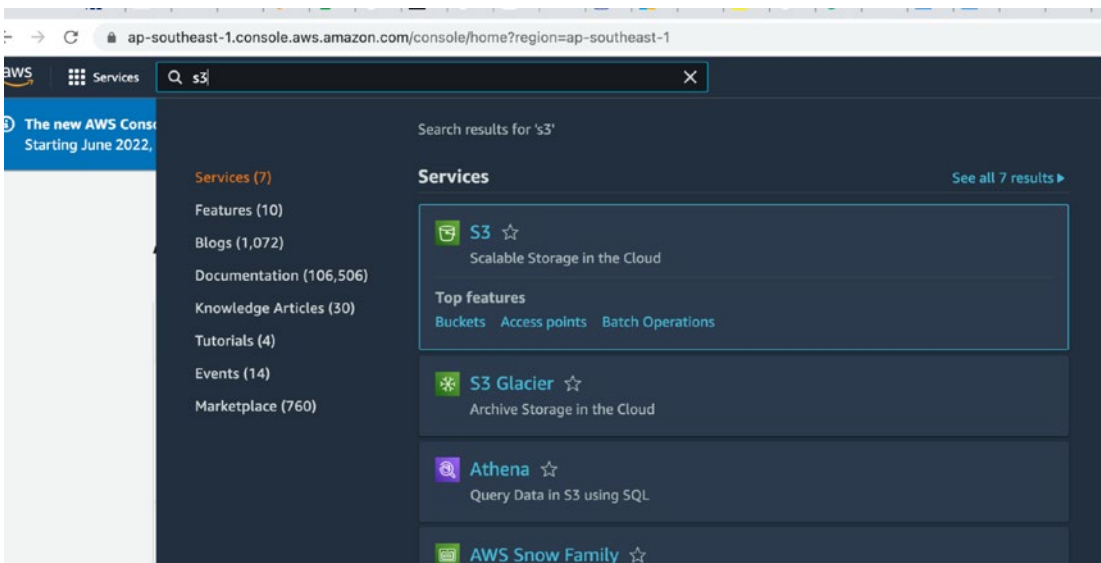 ap-southeast-1.console.aws.amazon.com/console/home?region=ap-southeast-1
aws Services s3
The new AWS Conso
Starting June 2022,
Search results for 's3'
Services (7)
Features (10)
Blogs (1,072)
Documentation (106,506)
Knowledge Articles (30)
Tutorials (4)
Events (14)
Marketplace (760)
Services See all 7 results
S3
Scalable Storage in the Cloud
Top features
Buckets Access points Batch Operations
S3 Glacier
Archive Storage in the Cloud
Athena
Query Data in S3 using SQL
AWS Snow Family